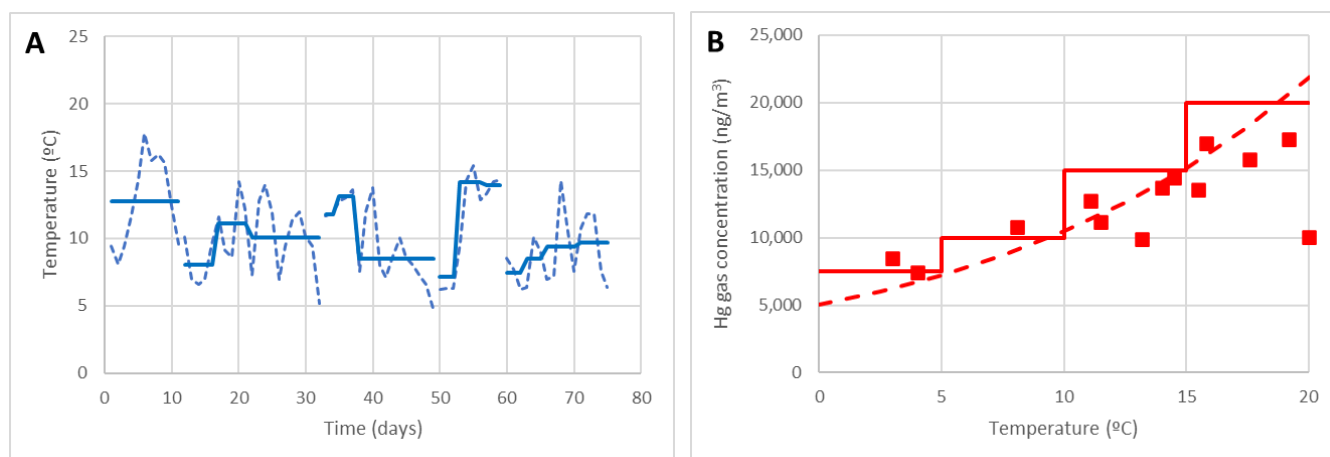 A
Temperature (ºC)
25
20
15
10
5
0
0 10 20 30 40 50 60 70 80
Time (days)
B
Hg gas concentration (ng/m³)
25,000
20,000
15,000
10,000
5,000
0
0 5 10 15 20
Temperature (ºC)